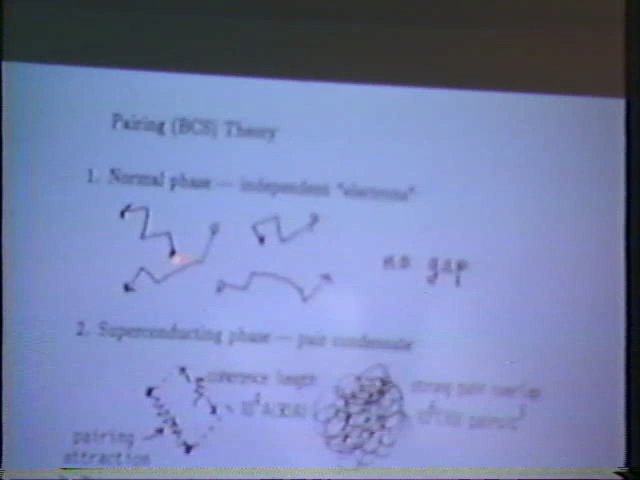 Pairing (BCS) Theory
1. Normal phase — independent "electrons"
no gap
2. Superconducting phase — pair condensate
coherence length
strong pair overlap
pairing
attraction